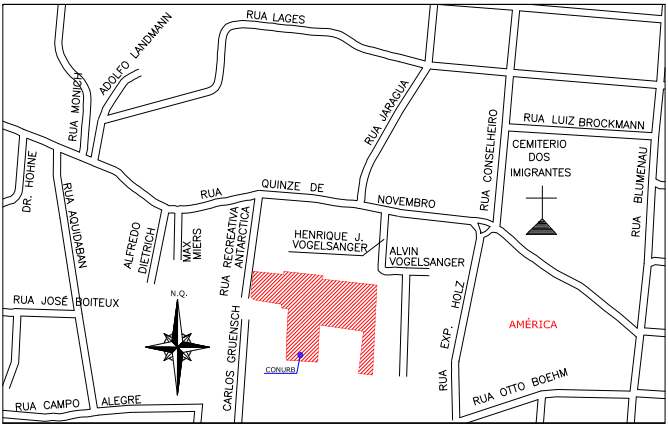 RUA LAGES
ADOLFO LANDMANN
RUA MONICH
RUA JARAGUA
RUA CONSELHEIRO
RUA LUIZ BROCKMANN
CEMITERIO
DOS
IMIGRANTES
RUA BLUMENAU
DR. HOHNE
RUA AQUIDABAN
RUA QUINZE DE NOVEMBRO
ALFREDO
DIETRICH
MAX
MIERS
RUA RECREATIVA
ANTARCTICA
HENRIQUE J.
VOGELSANGER
ALVIN
VOGELSANGER
RUA EXP. HOLZ
N.Q.
RUA JOSÉ BOITEUX
AMÉRICA
CARLOS GRUENSCH
CONURB
RUA CAMPO ALEGRE
RUA OTTO BOEHM